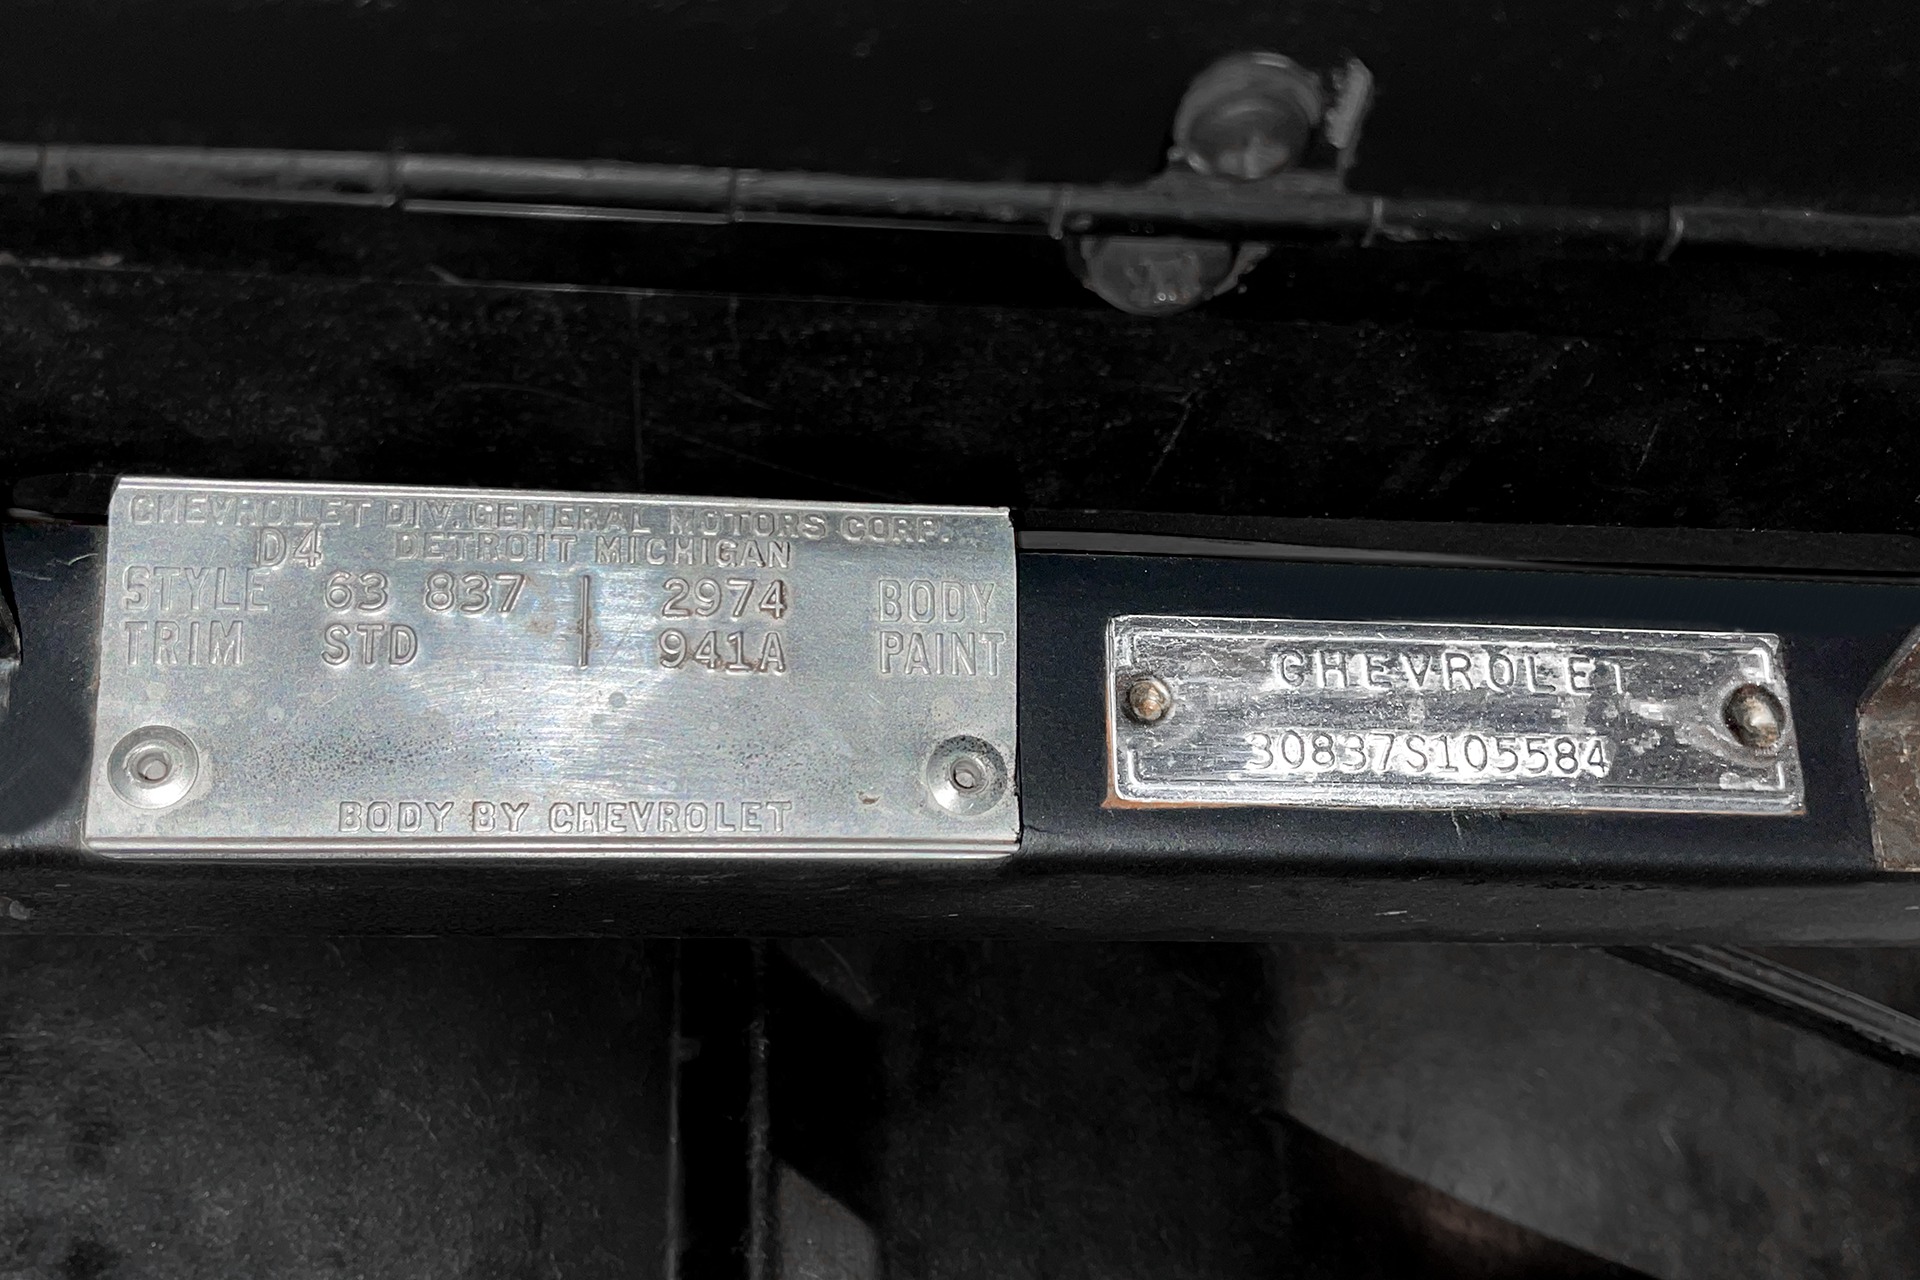 CHEVROLET DIV. GENERAL MOTORS CORP.
D4 DETROIT MICHIGAN
STYLE 63 837 | 2974 BODY
TRIM STD | 941A PAINT
BODY BY CHEVROLET
CHEVROLET
30837S105584